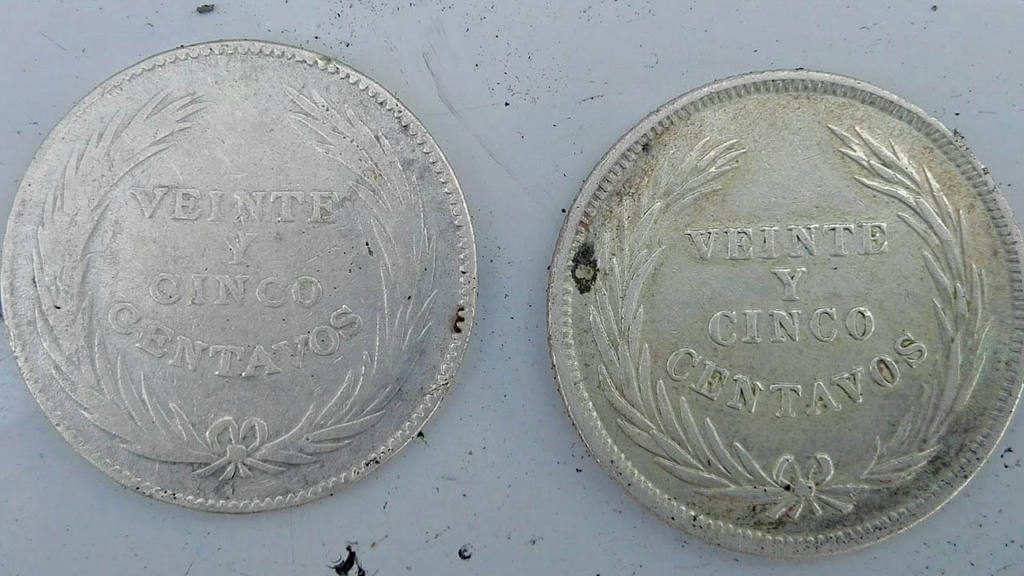 VEINTE
Y
CINCO
CENTAVOS
VEINTE
Y
CINCO
CENTAVOS